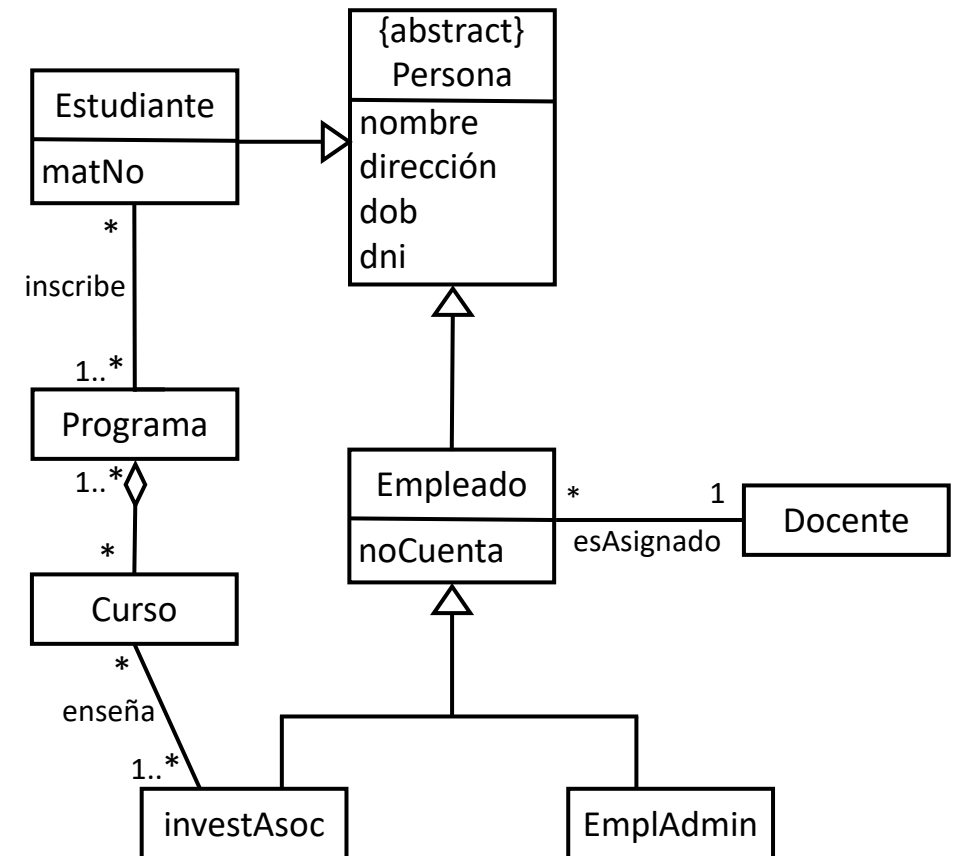 {abstract}
Persona
nombre
dirección
dob
dni
Estudiante
matNo
*
inscribe
1..*
Programa
1..*
*
Curso
*
enseña
1..*
investAsoc
Empleado
noCuenta
*
1
esAsignado
Docente
EmplAdmin